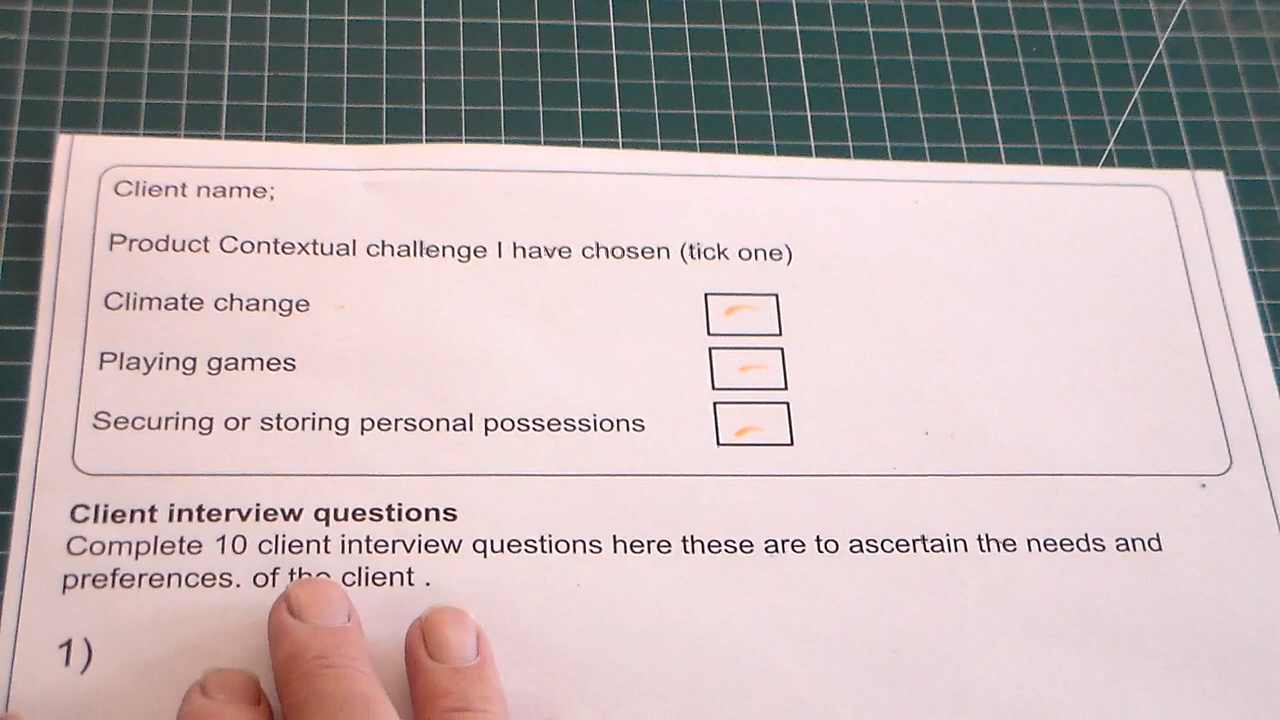 Client name;
Product Contextual challenge I have chosen (tick one)
Climate change
Playing games
Securing or storing personal possessions
Client interview questions
Complete 10 client interview questions here these are to ascertain the needs and
preferences. of the client .
1)